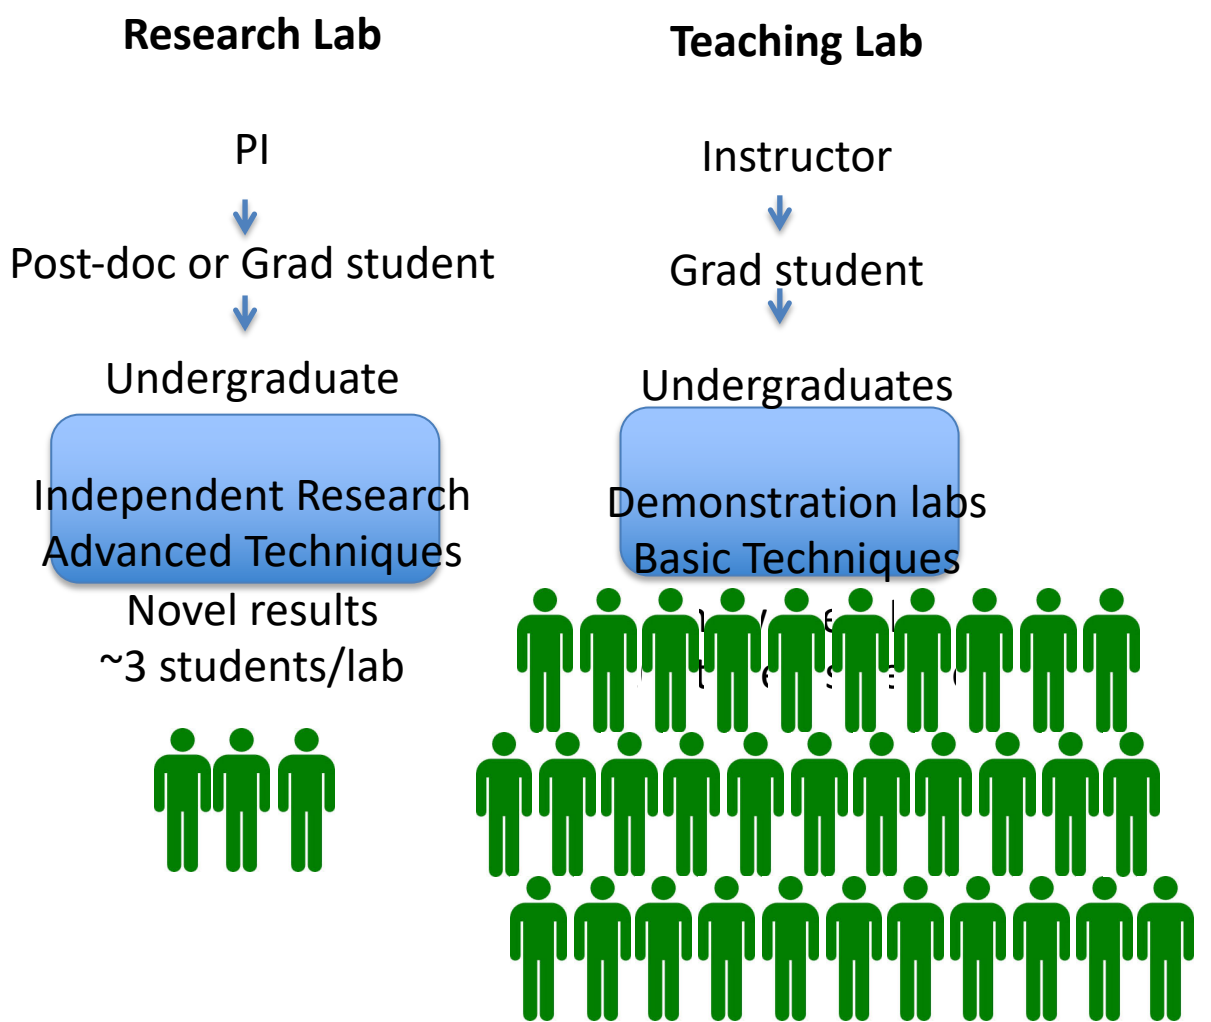 Research Lab
PI
Post-doc or Grad student
Undergraduate
Independent Research
Advanced Techniques
Novel results
~3 students/lab
Teaching Lab
Instructor
Grad student
Undergraduates
Demonstration labs
Basic Techniques